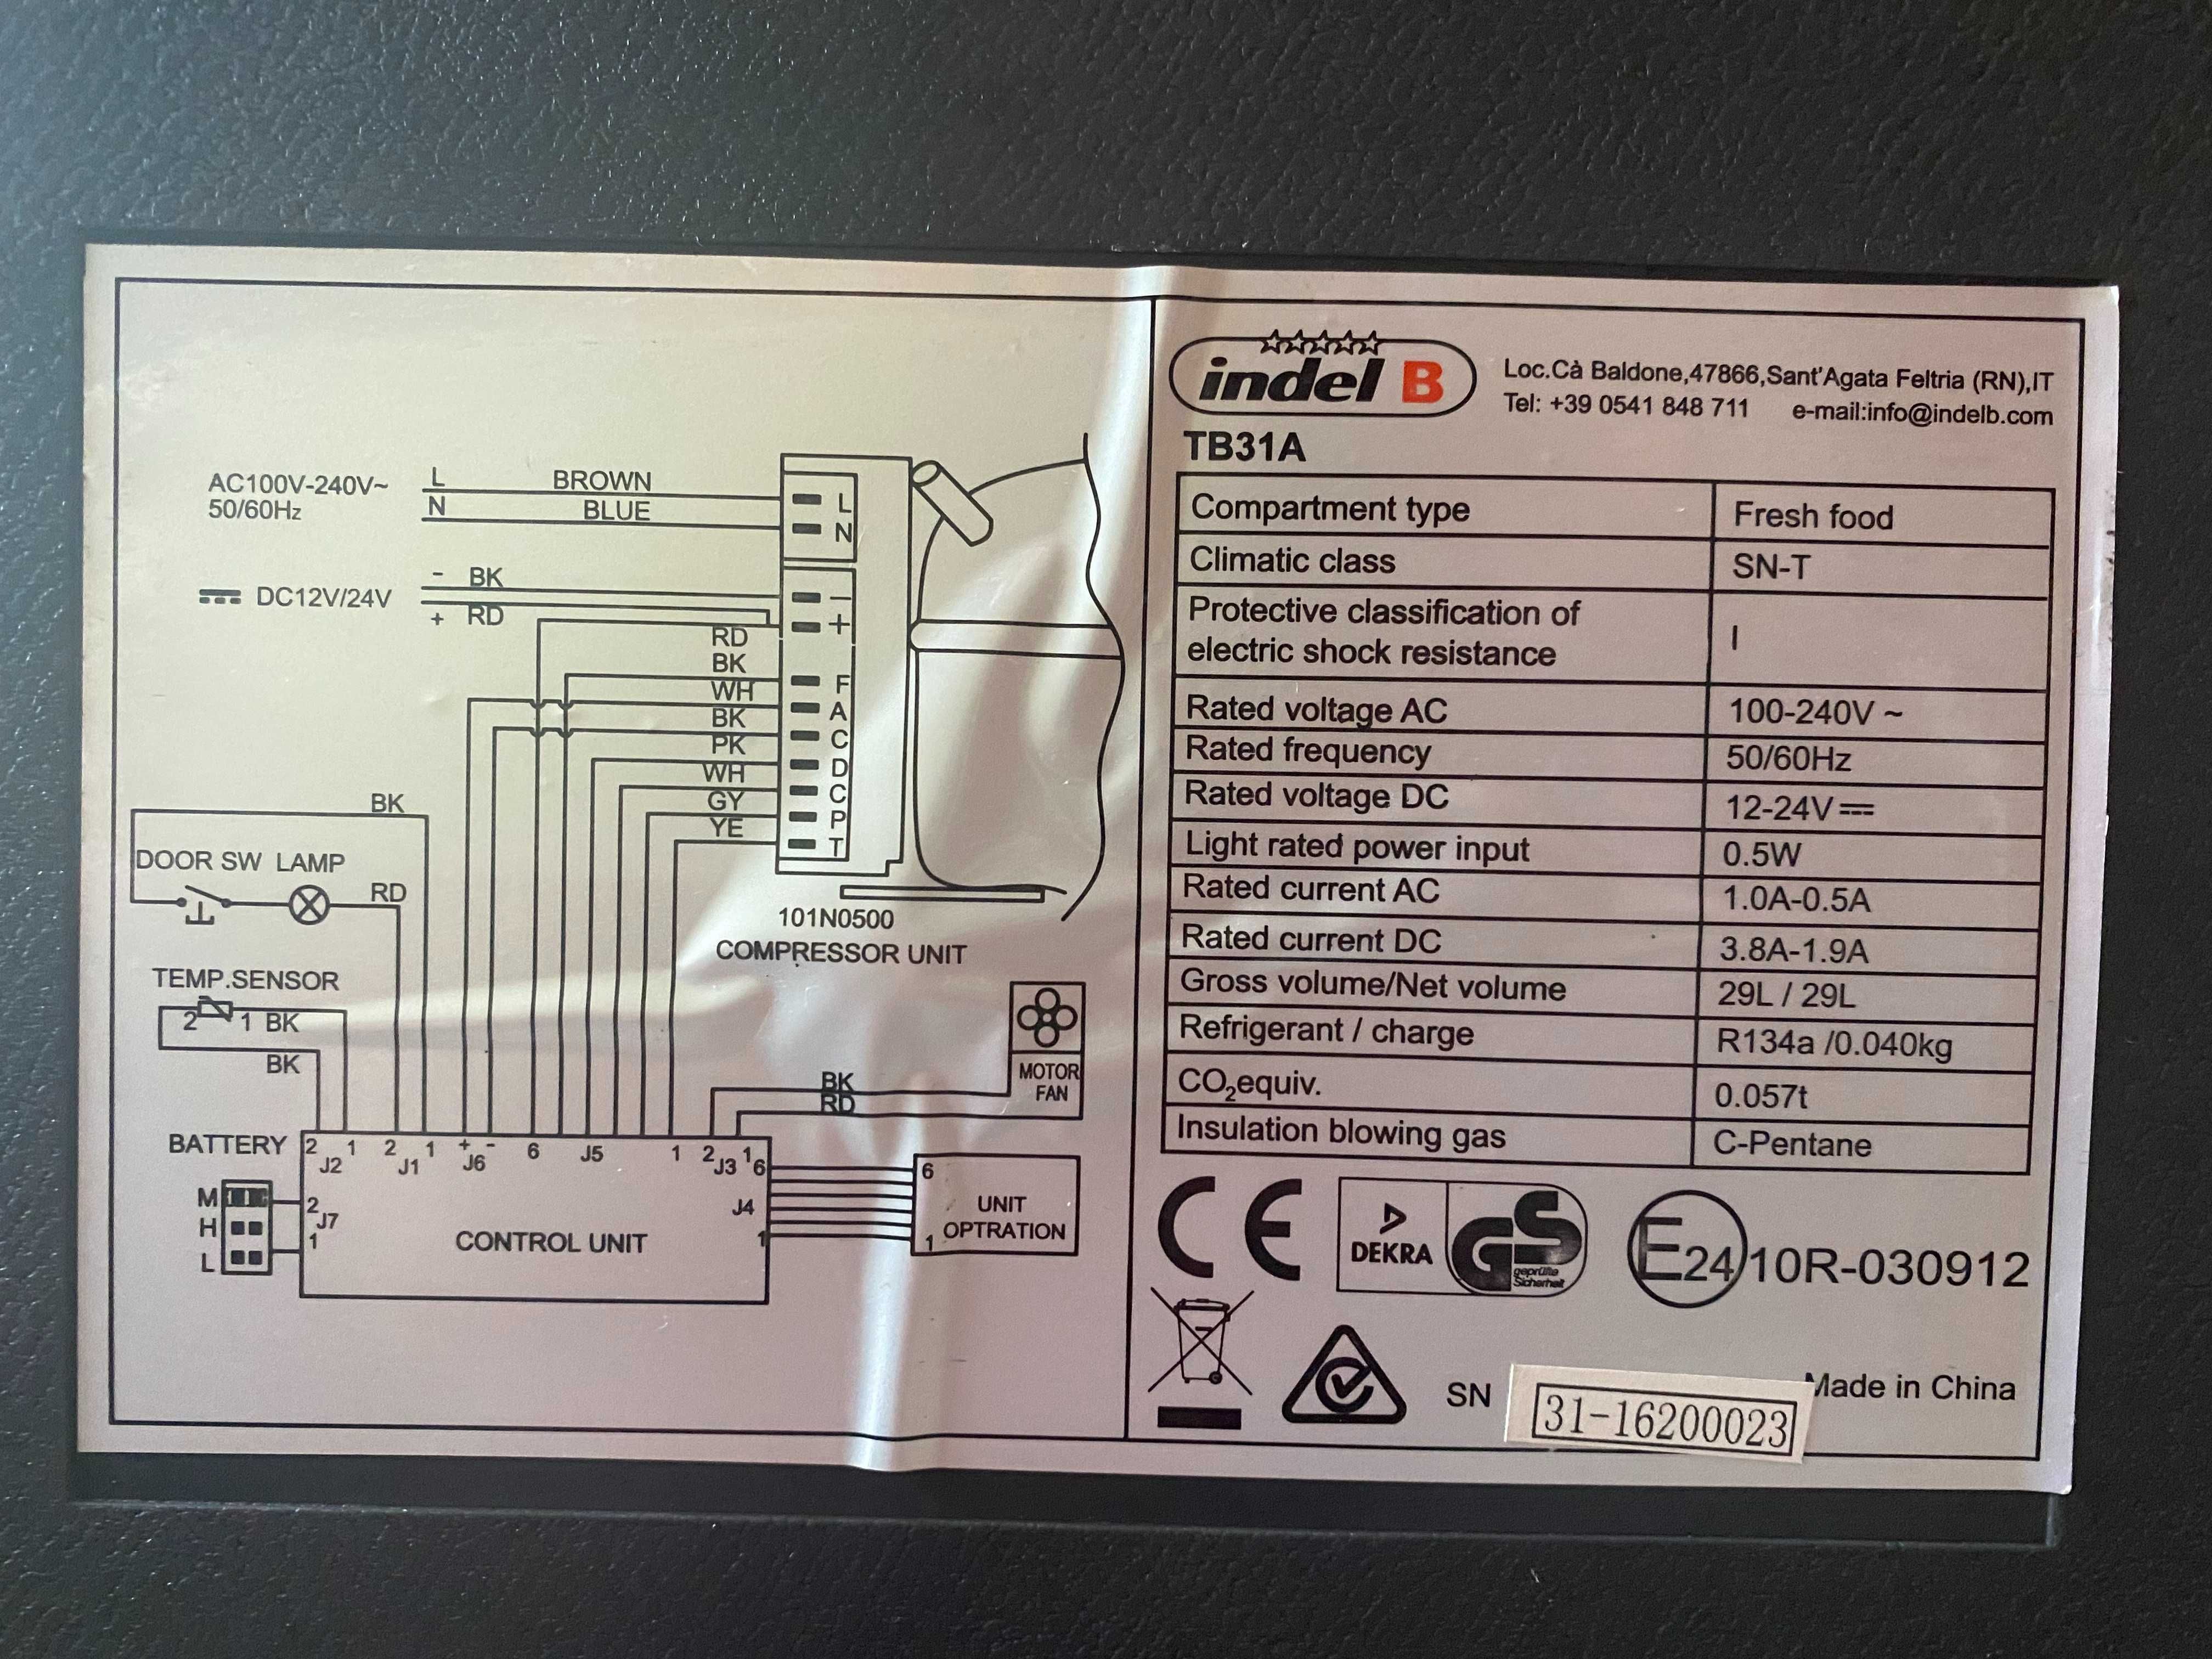 AC100V-240V~ L BROWN L
50/60Hz N BLUE N
DC12V/24V - BK −
+ RD +
RD
BK F
WH A
BK C
PK D
WH C
GY P
YE T
BK
DOOR SW LAMP
RD
101N0500
COMPRESSOR UNIT
TEMP.SENSOR
2 1 BK
BK
MOTOR
FAN
BK
RD
BATTERY 2 J2 1 2 J1 1 + J6 - 6 J5 1 2 J3 1 6
M H L
2 J7 1
CONTROL UNIT
J4
1
6
UNIT
1 OPTRATION
indel B
Loc.Cà Baldone,47866,Sant'Agata Feltria (RN),IT
Tel: +39 0541 848 711 e-mail:info@indelb.com
TB31A
Compartment type Fresh food
Climatic class SN-T
Protective classification of
electric shock resistance I
Rated voltage AC 100-240V ~
Rated frequency 50/60Hz
Rated voltage DC 12-24V⎓
Light rated power input 0.5W
Rated current AC 1.0A-0.5A
Rated current DC 3.8A-1.9A
Gross volume/Net volume 29L / 29L
Refrigerant / charge R134a /0.040kg
CO₂equiv. 0.057t
Insulation blowing gas C-Pentane
CE DEKRA GS geprüfte Sicherheit E24 10R-030912
SN 31-16200023 Made in China